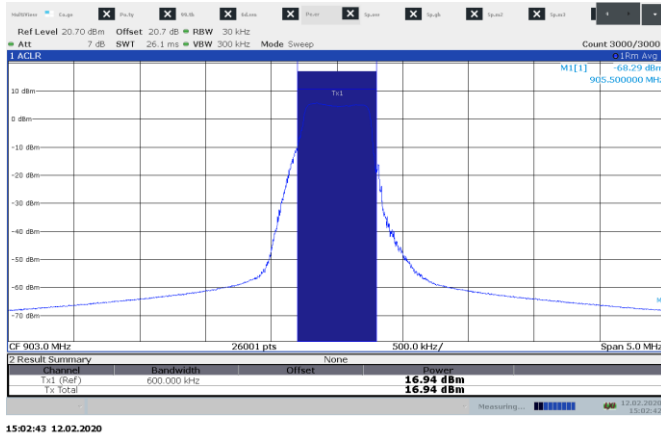 MultiView
Ref Level 20.70 dBm Offset 20.7 dB RBW 30 kHz
Att 7 dB SWT 26.1 ms VBW 300 kHz Mode Sweep Count 3000/3000
1 ACLR 1Rm Avg
M1[1] -68.29 dBm
905.500000 MHz
10 dBm
Tx1
0 dBm
-10 dBm
-20 dBm
-30 dBm
-40 dBm
-50 dBm
-60 dBm
-70 dBm
CF 903.0 MHz 26001 pts 500.0 kHz/ Span 5.0 MHz
2 Result Summary None
Channel Bandwidth Offset Power
Tx1 (Ref) 600.000 kHz 16.94 dBm
Tx Total 16.94 dBm
Measuring... 12.02.2020
15:02:42
15:02:43 12.02.2020